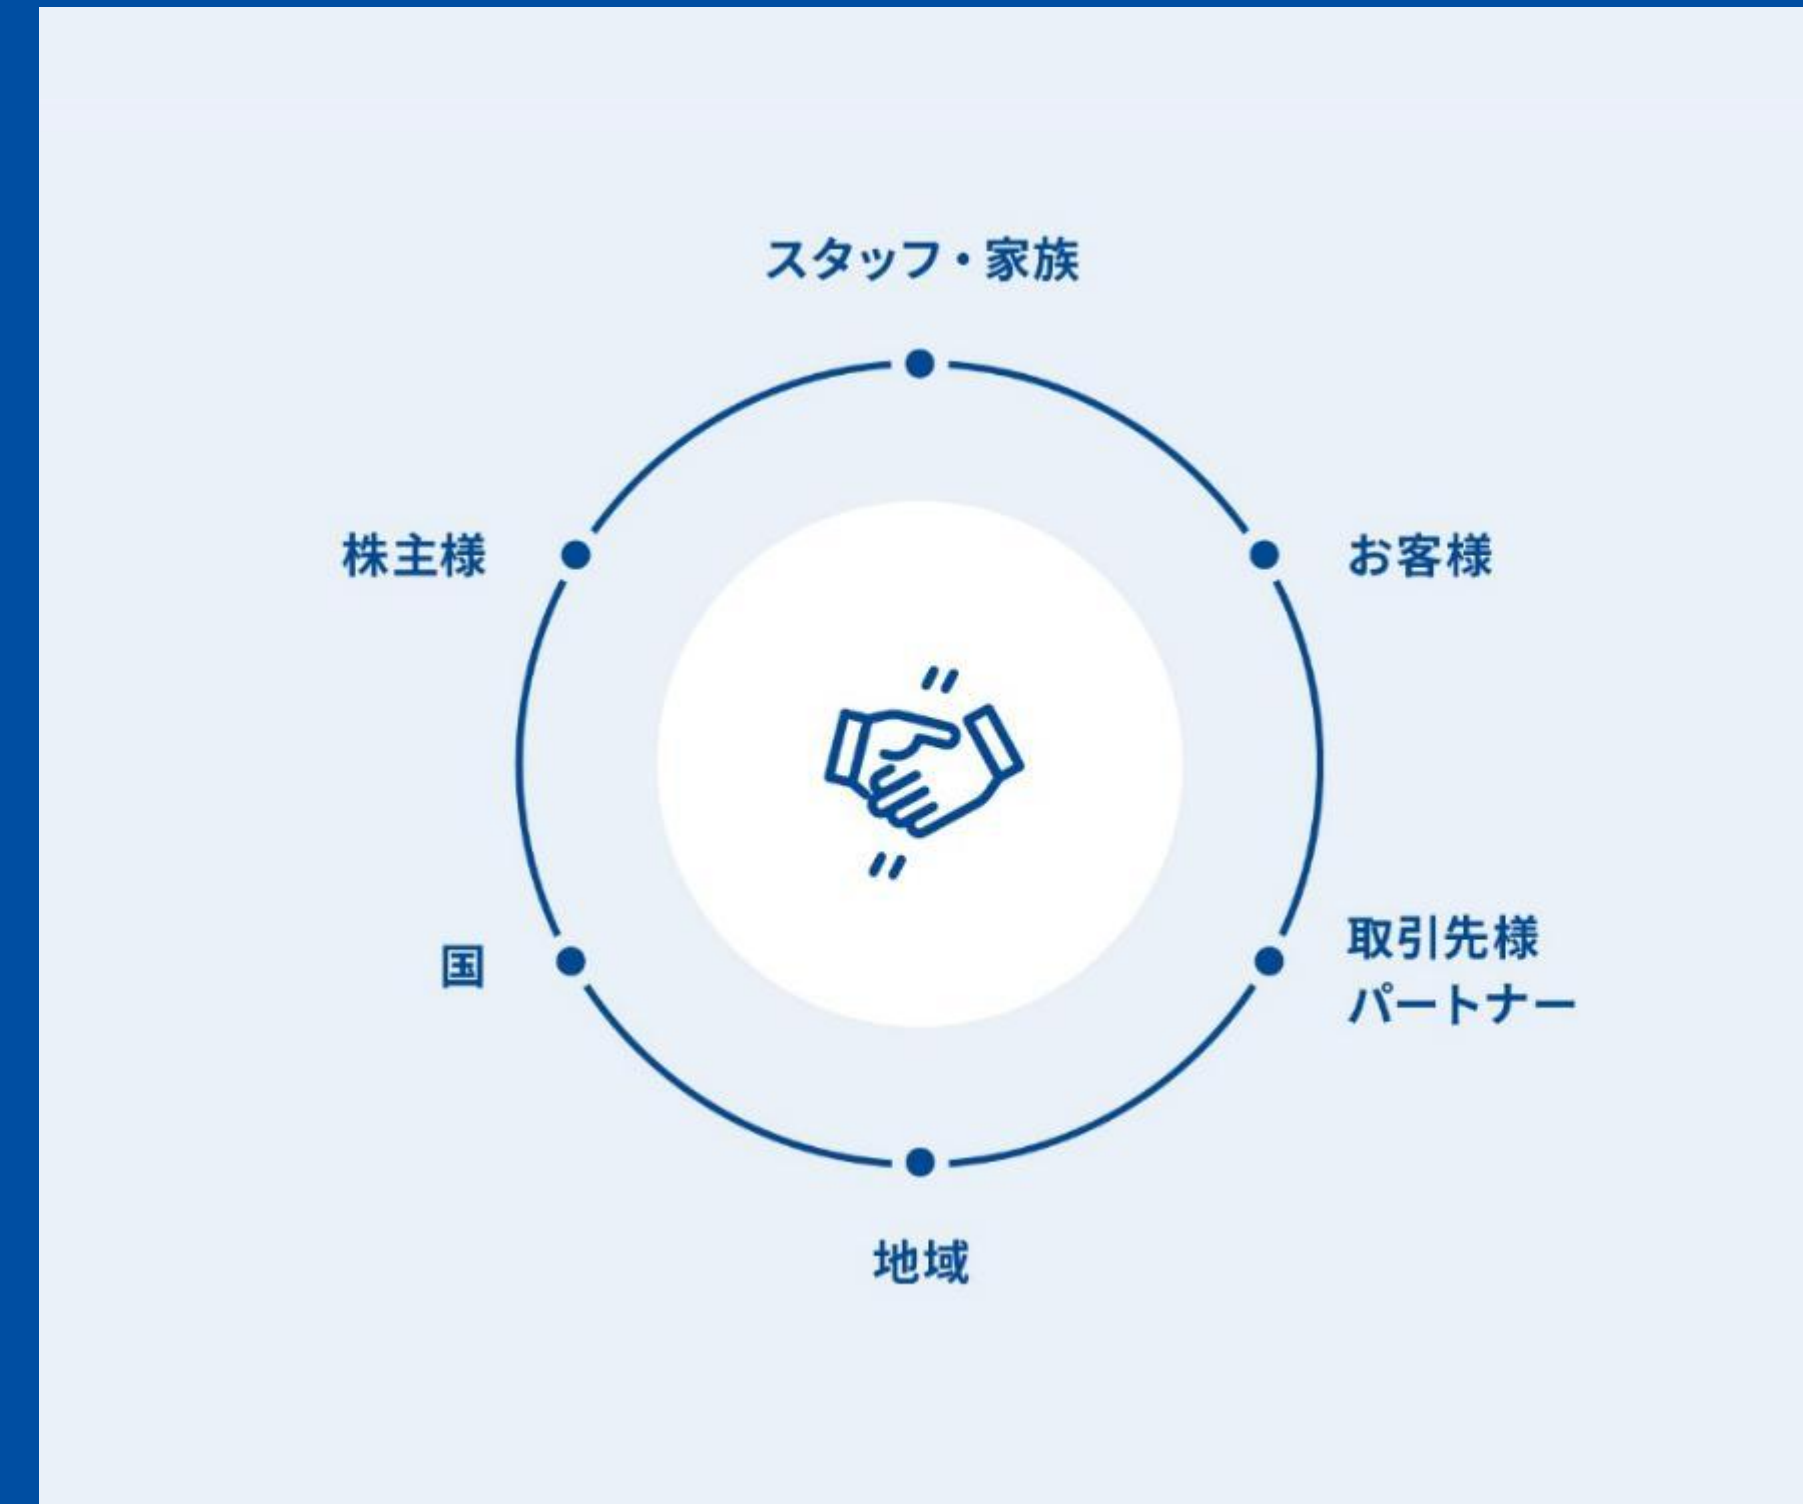 スタッフ・家族
株主様
お客様
国
取引先様
パートナー
地域